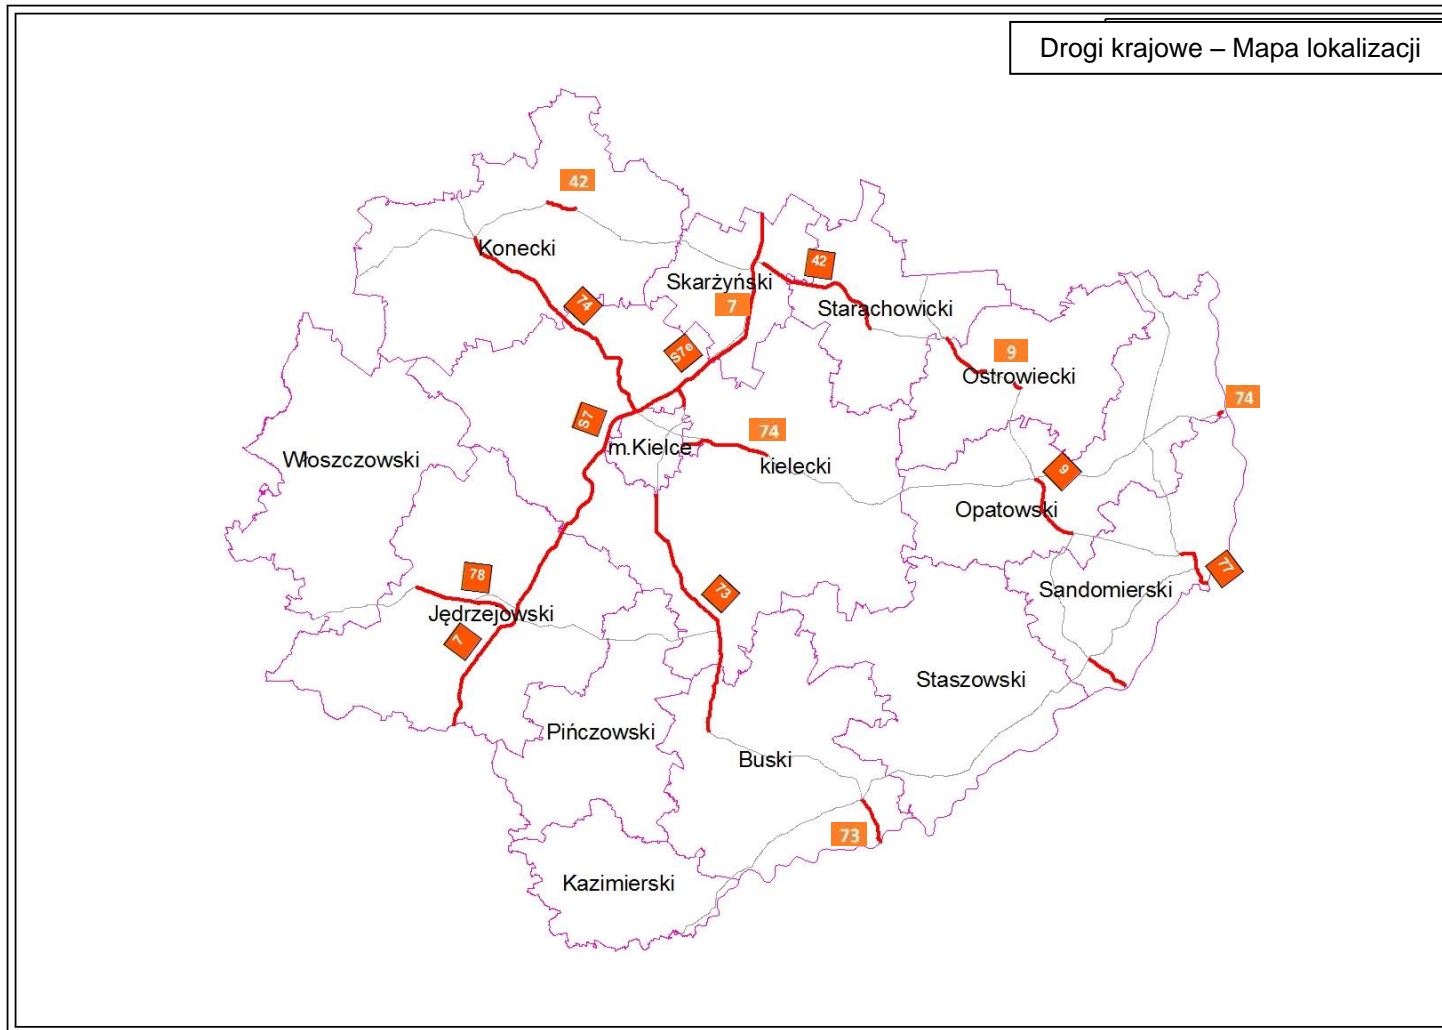 Drogi krajowe – Mapa lokalizacji
42
Konecki
42
Skarżyński
74
7
Starachowicki
S7e
9
Ostrowiecki
74
S7
74
m.Kielce
Włoszczowski
kielecki
9
Opatowski
78
77
73
Sandomierski
Jędrzejowski
7
Staszowski
Pińczowski
Buski
73
Kazimierski